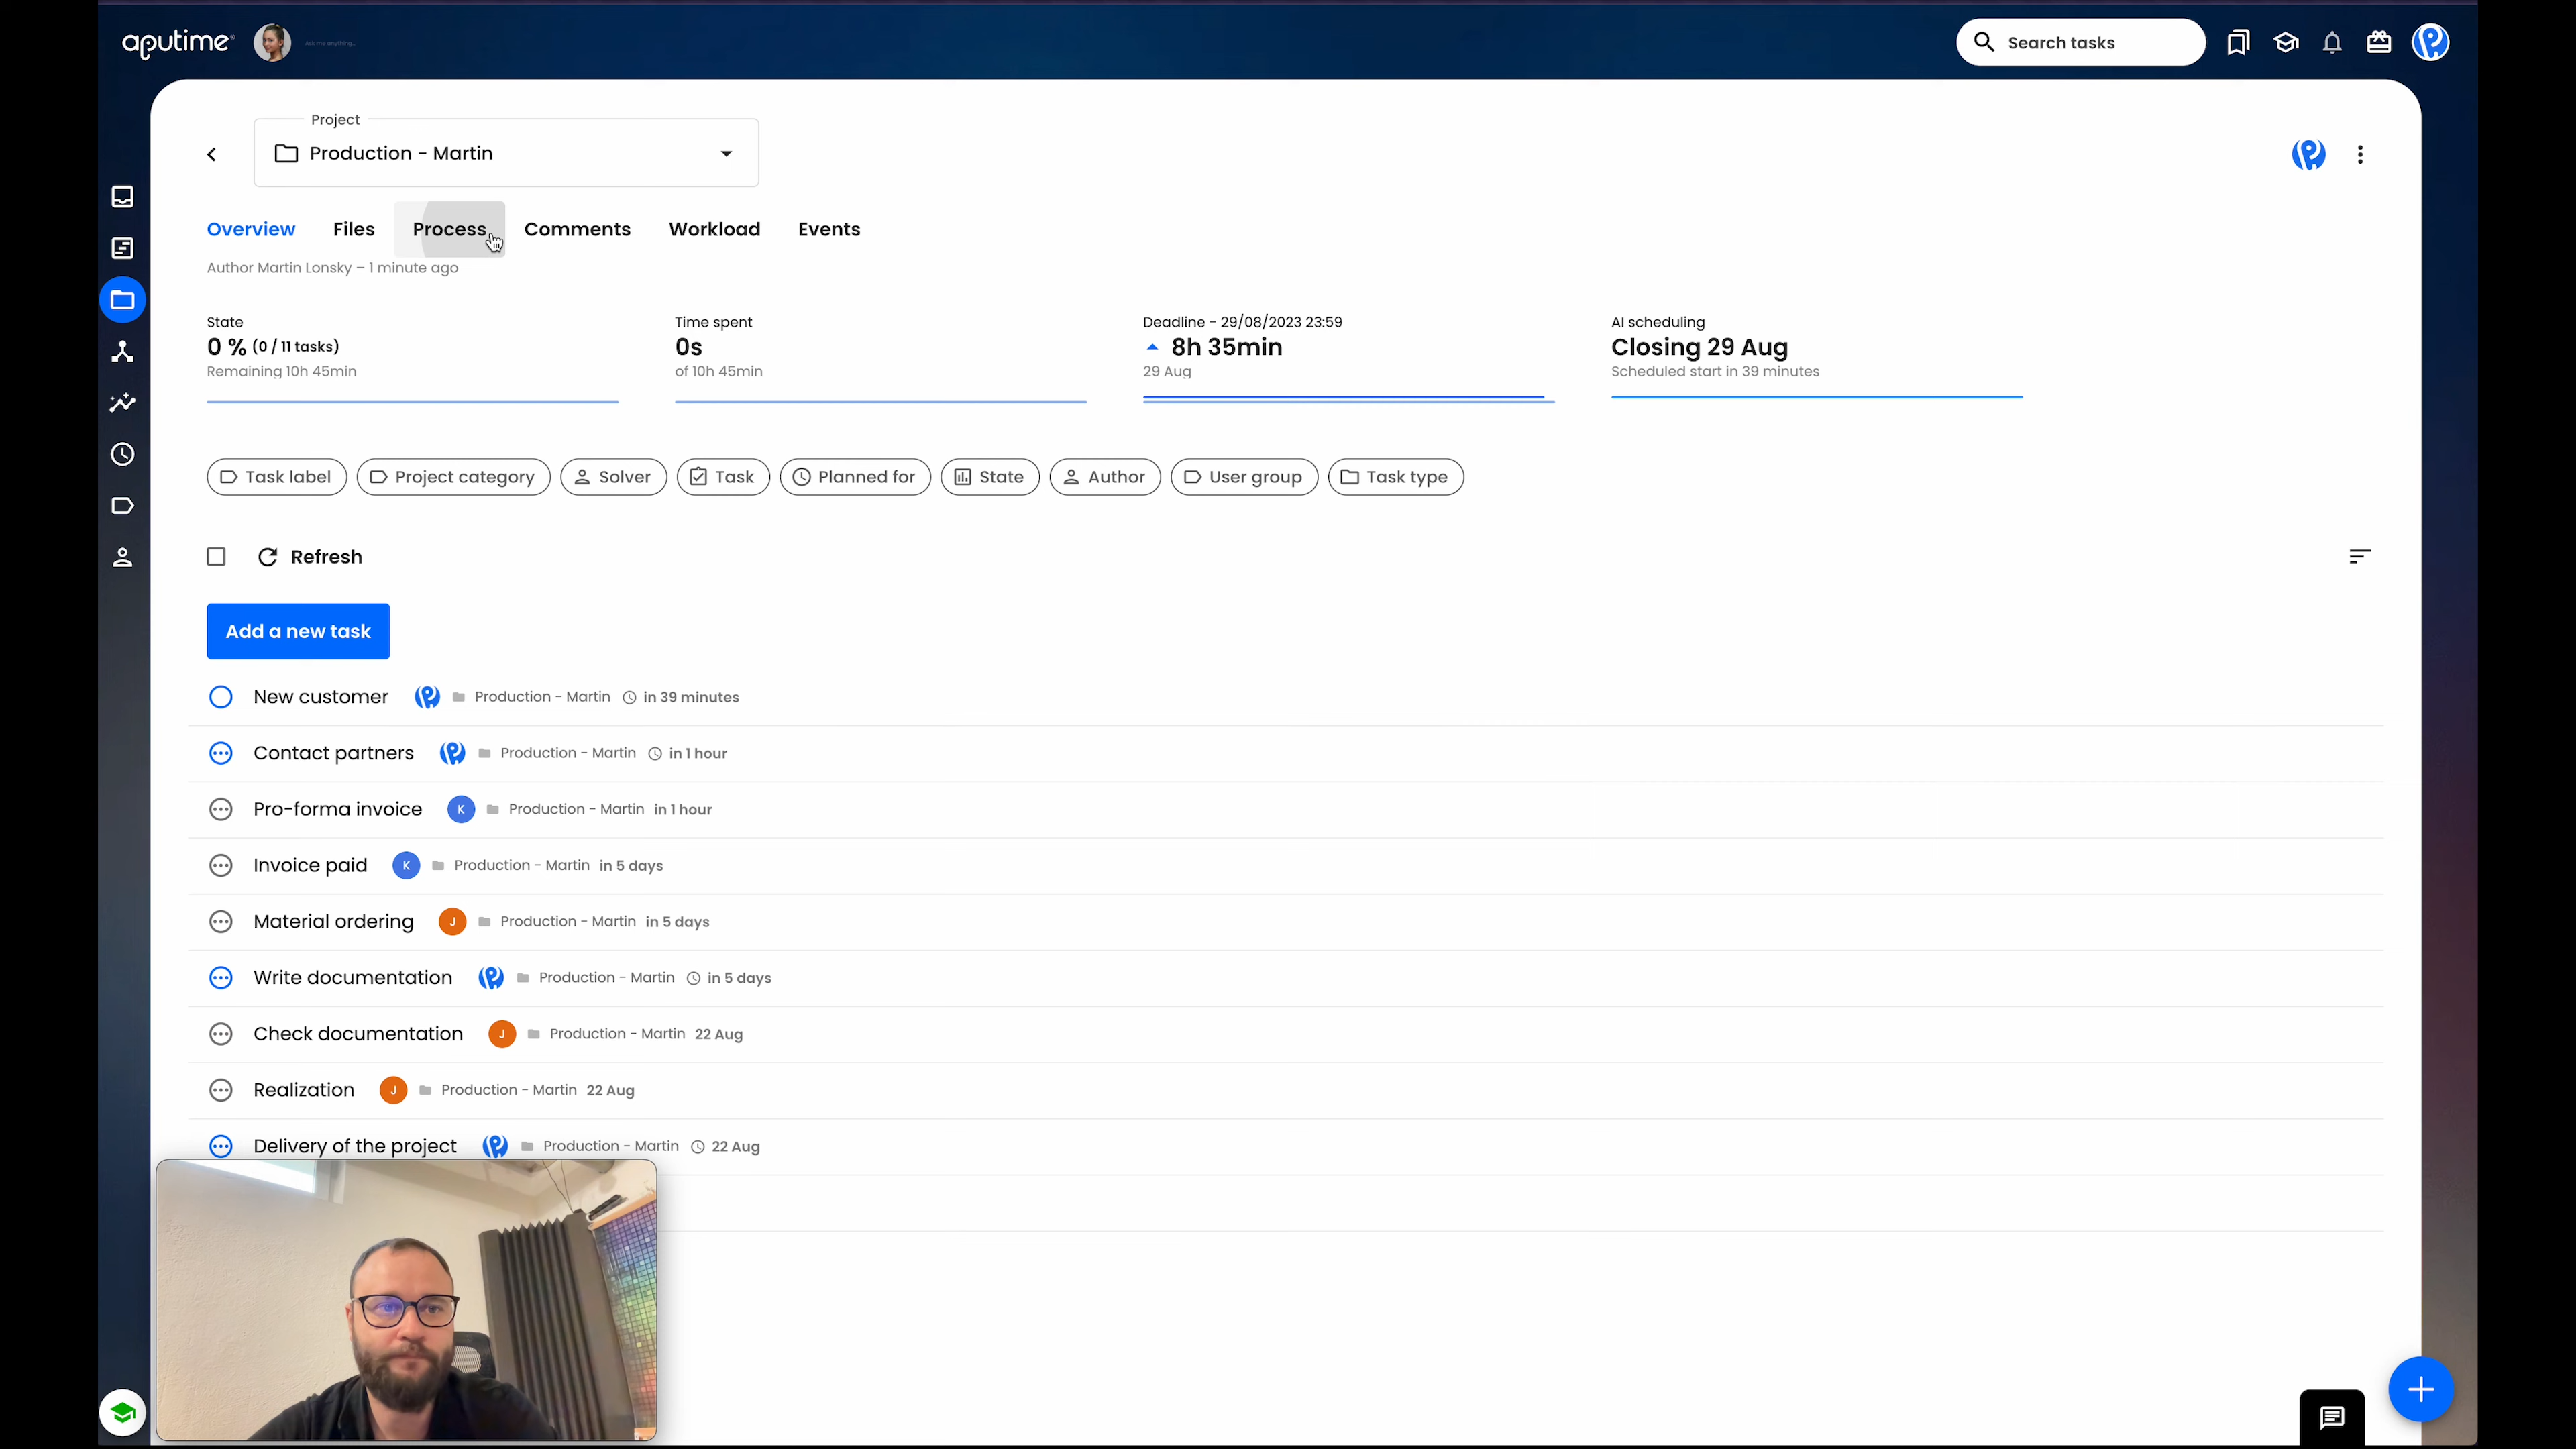 aputime®
Ask me anything...
Search tasks
Project
Production - Martin
Overview Files Process Comments Workload Events
Author Martin Lonsky – 1 minute ago
State
0 % (0 / 11 tasks)
Remaining 10h 45min
Time spent
0s
of 10h 45min
Deadline - 29/08/2023 23:59
8h 35min
29 Aug
AI scheduling
Closing 29 Aug
Scheduled start in 39 minutes
Task label Project category Solver Task Planned for State Author User group Task type
Refresh
Add a new task
New customer Production - Martin in 39 minutes
Contact partners Production - Martin in 1 hour
Pro-forma invoice K Production - Martin in 1 hour
Invoice paid K Production - Martin in 5 days
Material ordering J Production - Martin in 5 days
Write documentation Production - Martin in 5 days
Check documentation J Production - Martin 22 Aug
Realization J Production - Martin 22 Aug
Delivery of the project Production - Martin 22 Aug